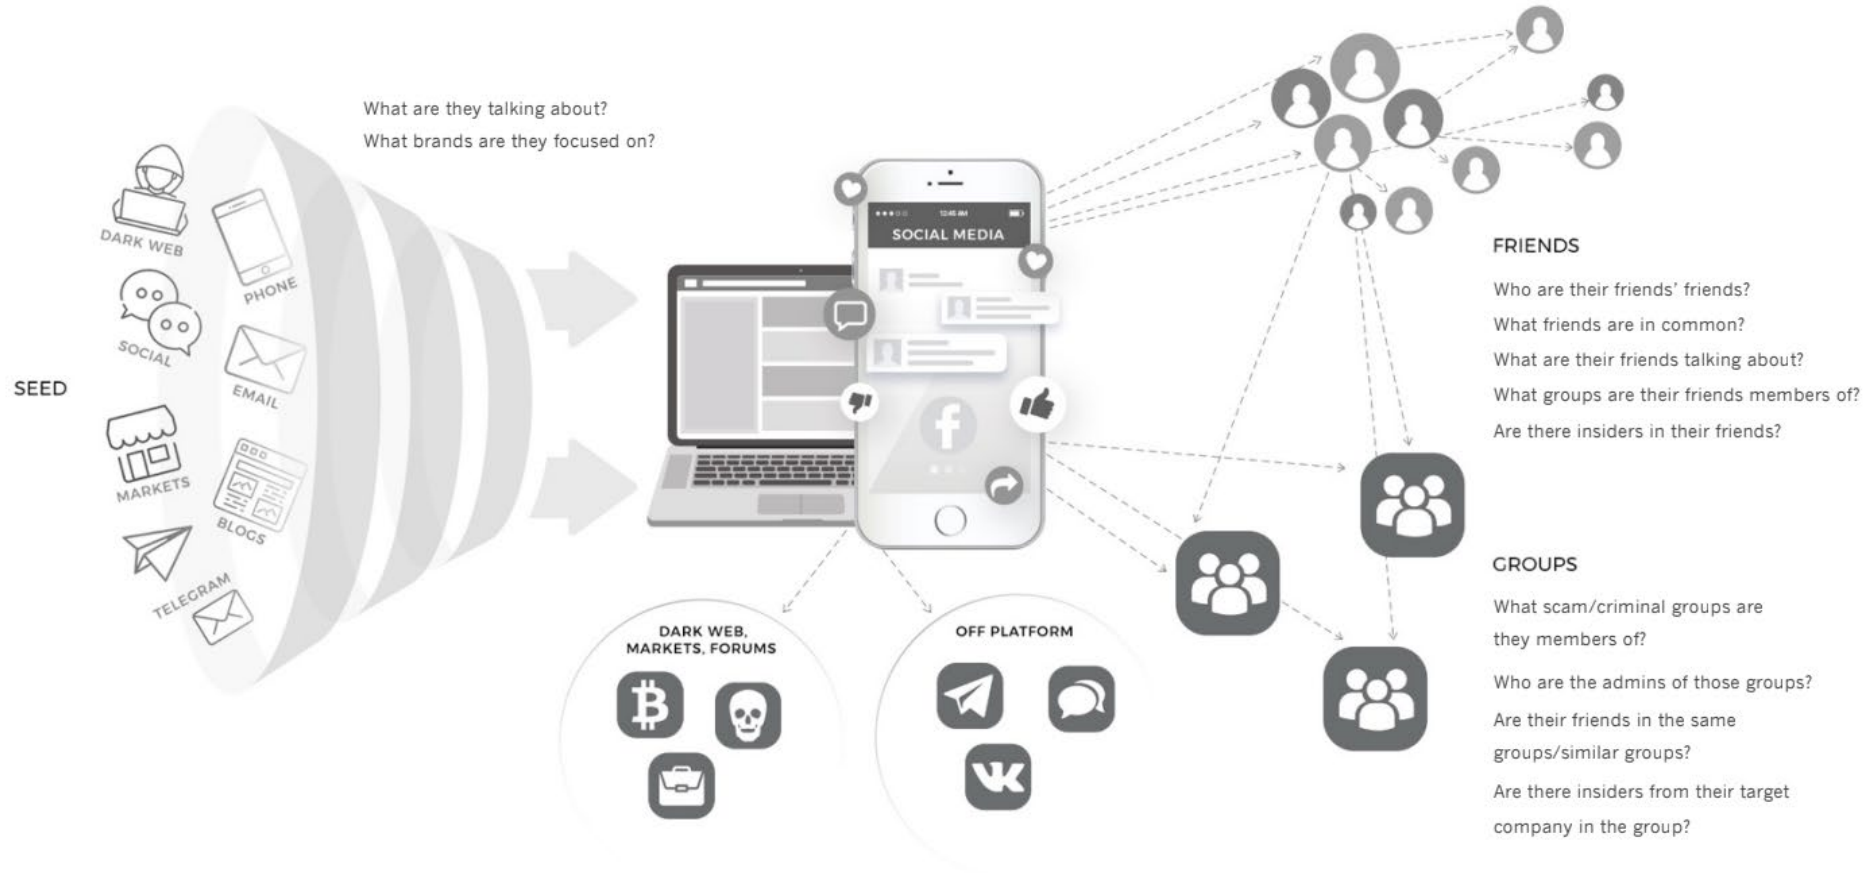 What are they talking about?
What brands are they focused on?
SEED
DARK WEB
PHONE
SOCIAL
EMAIL
MARKETS
BLOGS
TELEGRAM
12:45 AM
SOCIAL MEDIA
f
DARK WEB,
MARKETS, FORUMS
OFF PLATFORM
FRIENDS
Who are their friends’ friends?
What friends are in common?
What are their friends talking about?
What groups are their friends members of?
Are there insiders in their friends?
GROUPS
What scam/criminal groups are
they members of?
Who are the admins of those groups?
Are their friends in the same
groups/similar groups?
Are there insiders from their target
company in the group?